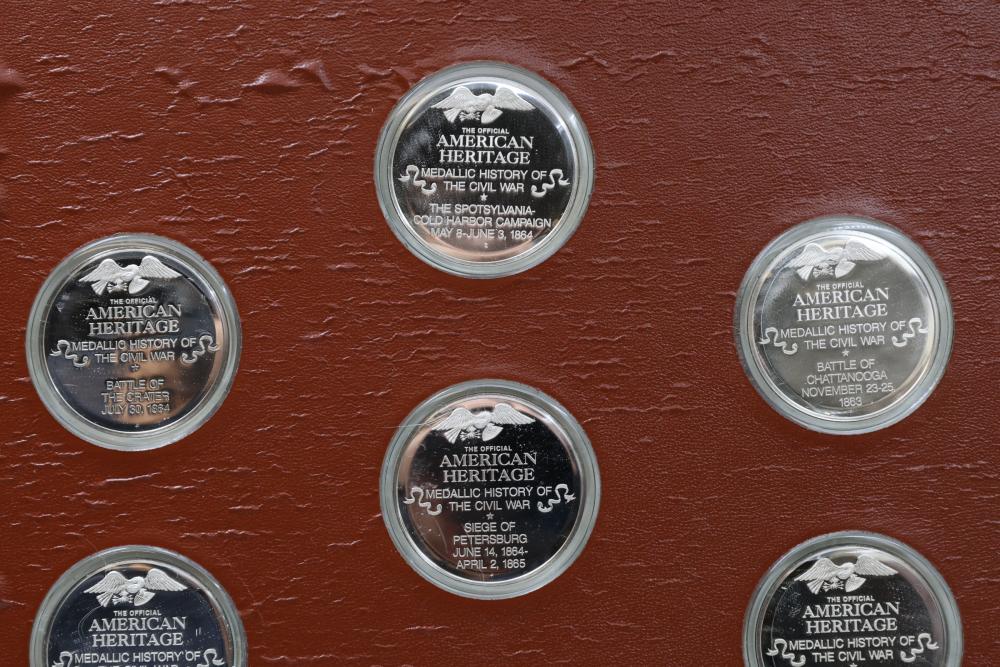 THE OFFICIAL
AMERICAN
HERITAGE
MEDALLIC HISTORY OF
THE CIVIL WAR
THE SPOTSYLVANIA-
COLD HARBOR CAMPAIGN
MAY 8-JUNE 3, 1864
THE OFFICIAL
AMERICAN
HERITAGE
MEDALLIC HISTORY OF
THE CIVIL WAR
BATTLE OF
THE CRATER
JULY 30, 1864
THE OFFICIAL
AMERICAN
HERITAGE
MEDALLIC HISTORY OF
THE CIVIL WAR
BATTLE OF
CHATTANOOGA
NOVEMBER 23-25,
1863
THE OFFICIAL
AMERICAN
HERITAGE
MEDALLIC HISTORY OF
THE CIVIL WAR
SIEGE OF
PETERSBURG
JUNE 14, 1864-
APRIL 2, 1865
THE OFFICIAL
AMERICAN
HERITAGE
MEDALLIC HISTORY OF
THE CIVIL WAR
THE OFFICIAL
AMERICAN
HERITAGE
MEDALLIC HISTORY OF
THE CIVIL WAR